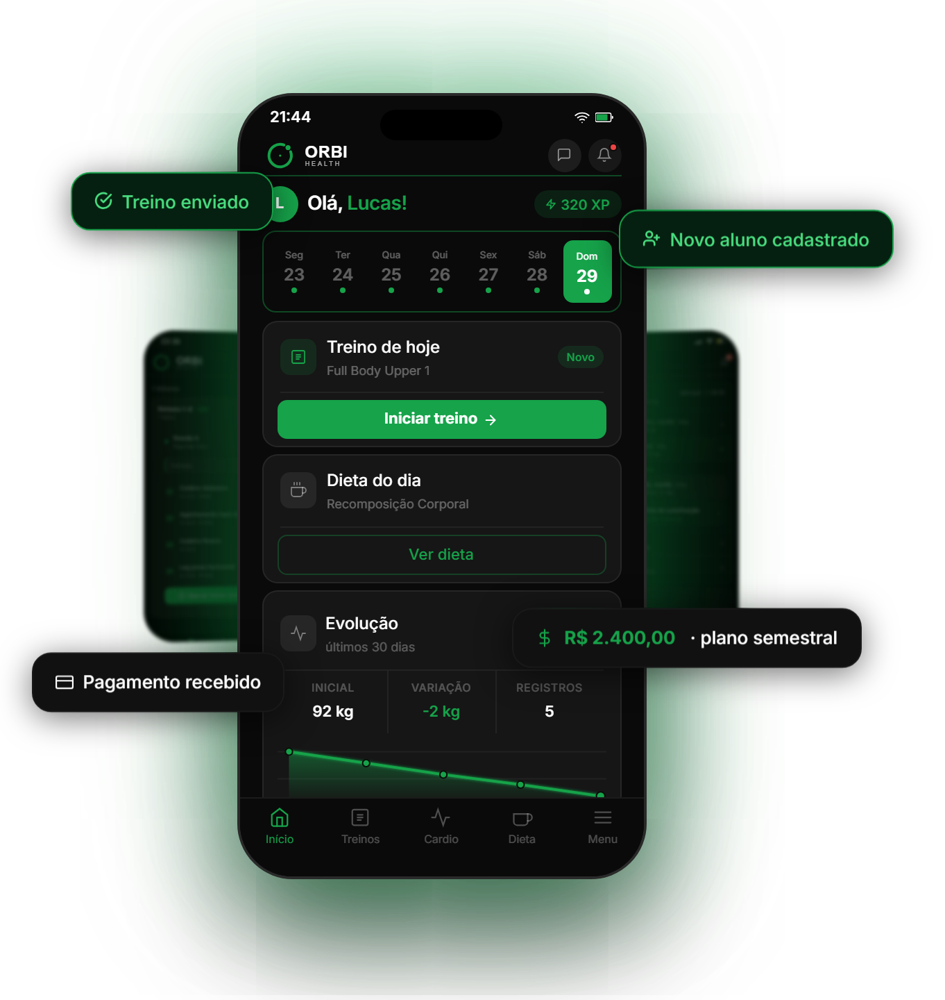 21:44
ORBI
HEALTH
Treino enviado
L
Olá, Lucas!
320 XP
Novo aluno cadastrado
Seg Ter Qua Qui Sex Sáb Dom
23 24 25 26 27 28 29
Treino de hoje
Full Body Upper 1
Novo
Iniciar treino →
Dieta do dia
Recomposição Corporal
Ver dieta
Evolução
últimos 30 dias
R$ 2.400,00 · plano semestral
Pagamento recebido
INICIAL VARIAÇÃO REGISTROS
92 kg -2 kg 5
Início Treinos Cardio Dieta Menu